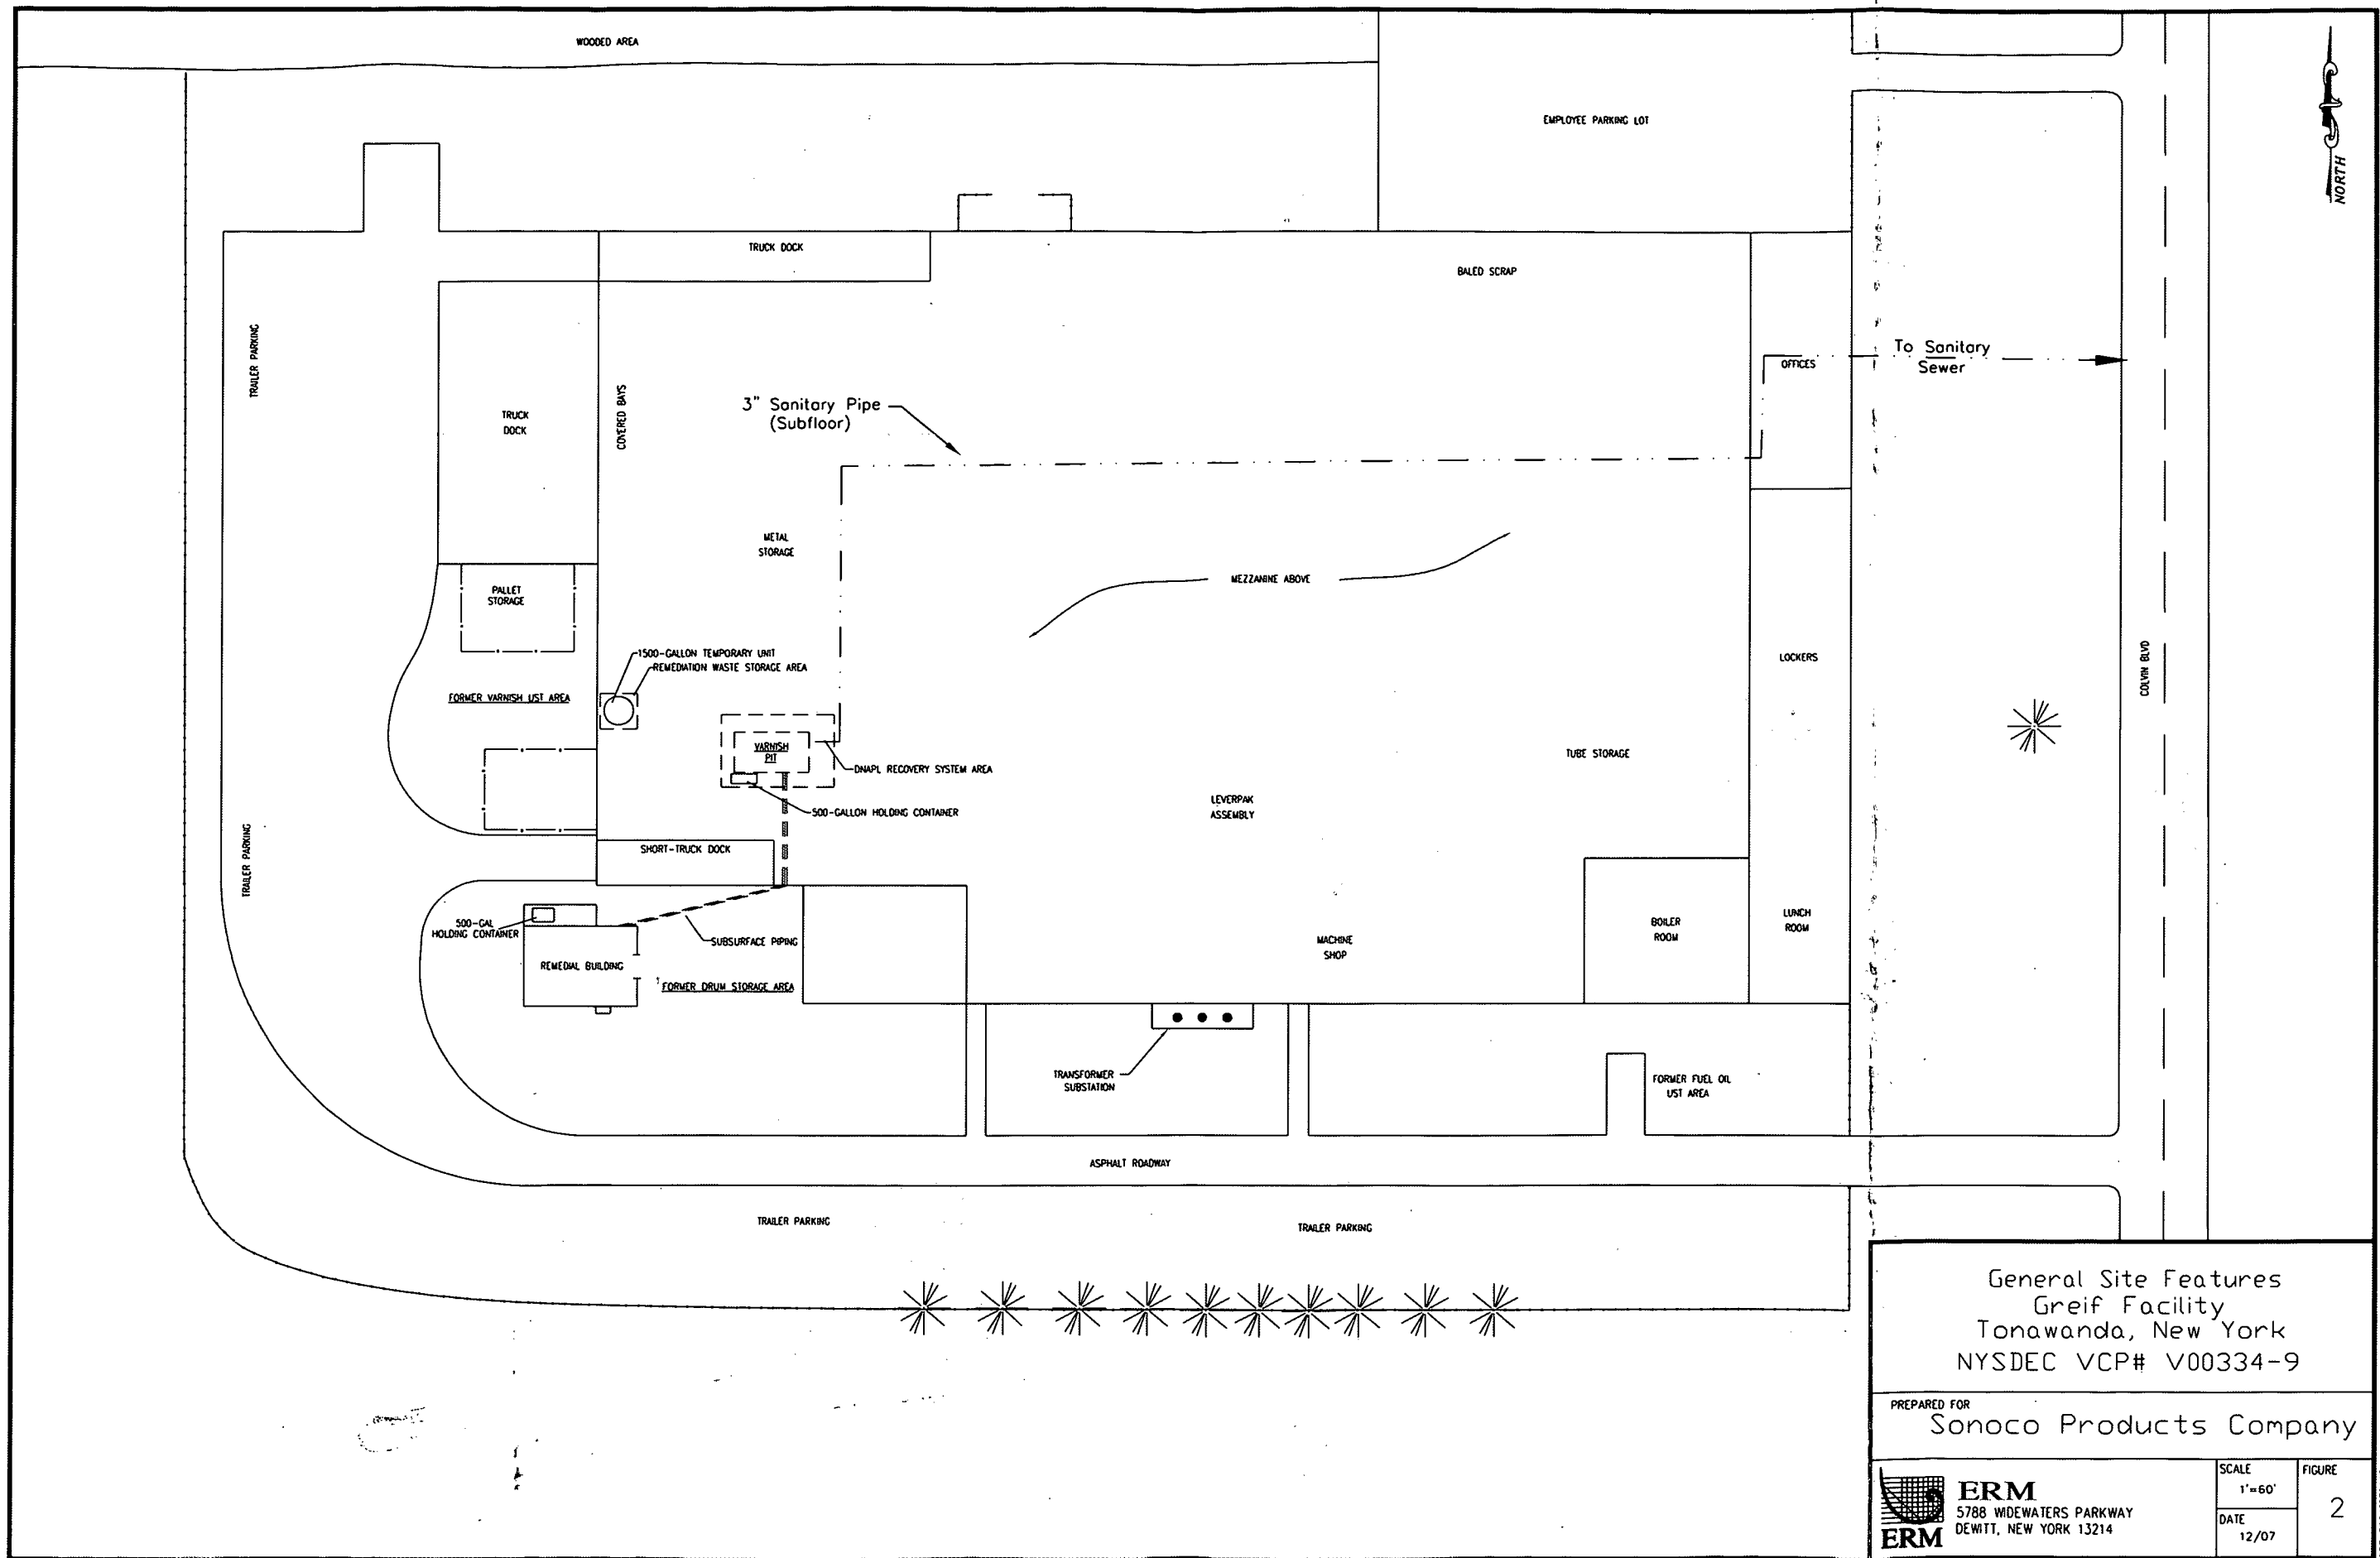 WOODED AREA
EMPLOYEE PARKING LOT
NORTH
TRUCK DOCK
BALED SCRAP
TRAILER PARKING
TRUCK
DOCK
COVERED BAYS
3" Sanitary Pipe
(Subfloor)
OFFICES
To Sanitary
Sewer
METAL
STORAGE
MEZZANINE ABOVE
PALLET
STORAGE
1500-GALLON TEMPORARY UNIT
REMEDIATION WASTE STORAGE AREA
FORMER VARNISH UST AREA
LOCKERS
COLVIN BLVD
VARNISH
PIT
DNAPL RECOVERY SYSTEM AREA
TUBE STORAGE
500-GALLON HOLDING CONTAINER
LEVERPAK
ASSEMBLY
TRAILER PARKING
SHORT-TRUCK DOCK
500-GAL
HOLDING CONTAINER
SUBSURFACE PIPING
REMEDIAL BUILDING
FORMER DRUM STORAGE AREA
MACHINE
SHOP
BOILER
ROOM
LUNCH
ROOM
TRANSFORMER
SUBSTATION
FORMER FUEL OIL
UST AREA
ASPHALT ROADWAY
TRAILER PARKING
TRAILER PARKING
General Site Features
Greif Facility
Tonawanda, New York
NYSDEC VCP# V00334-9
PREPARED FOR
Sonoco Products Company
ERM
ERM
5788 WIDEWATERS PARKWAY
DEWITT, NEW YORK 13214
SCALE
1"=60'
DATE
12/07
FIGURE
2